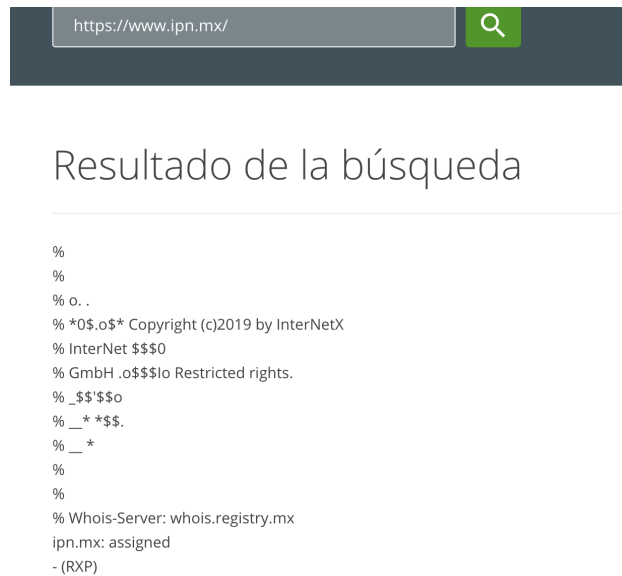 https://www.ipn.mx/
Resultado de la búsqueda
%
%
% o. .
% *0$.o$* Copyright (c)2019 by InterNetX
% InterNet $$$0
% GmbH .o$$$Io Restricted rights.
% _$$'$$o
% __* *$$.
% __ *
%
%
% Whois-Server: whois.registry.mx
ipn.mx: assigned
- (RXP)